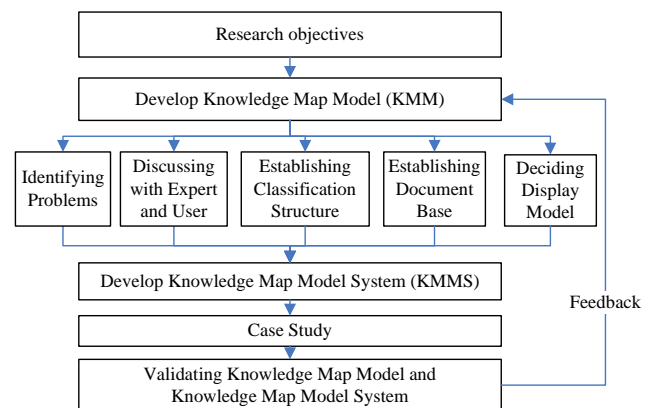 Research objectives
Develop Knowledge Map Model (KMM)
Identifying
Problems
Discussing
with Expert
and User
Establishing
Classification
Structure
Establishing
Document
Base
Deciding
Display
Model
Develop Knowledge Map Model System (KMMS)
Feedback
Case Study
Validating Knowledge Map Model and
Knowledge Map Model System